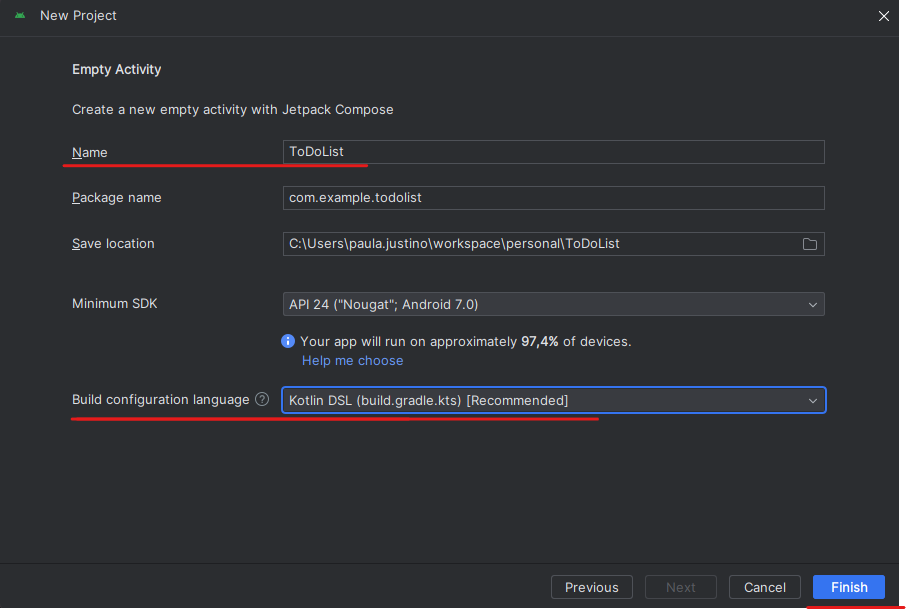 New Project
Empty Activity
Create a new empty activity with Jetpack Compose
Name ToDoList
Package name com.example.todolist
Save location C:\Users\paula.justino\workspace\personal\ToDoList
Minimum SDK API 24 ("Nougat"; Android 7.0)
Your app will run on approximately 97,4% of devices.
Help me choose
Build configuration language ? Kotlin DSL (build.gradle.kts) [Recommended]
Previous Next Cancel Finish